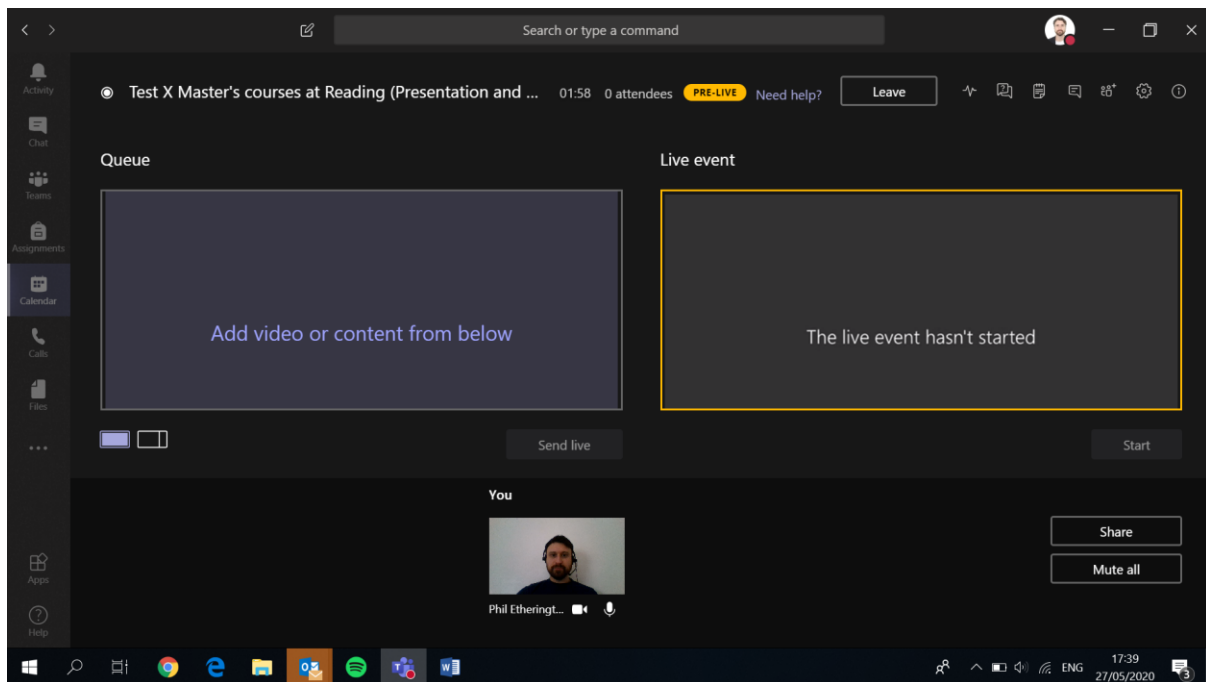 Search or type a command
Activity
Chat
Teams
Assignments
Calendar
Calls
Files
Apps
Help
Test X Master's courses at Reading (Presentation and ... 01:58 0 attendees PRE-LIVE Need help? Leave
Queue
Live event
Add video or content from below
The live event hasn't started
Send live
Start
You
Phil Etheringt...
Share
Mute all
ENG
17:39
27/05/2020
3